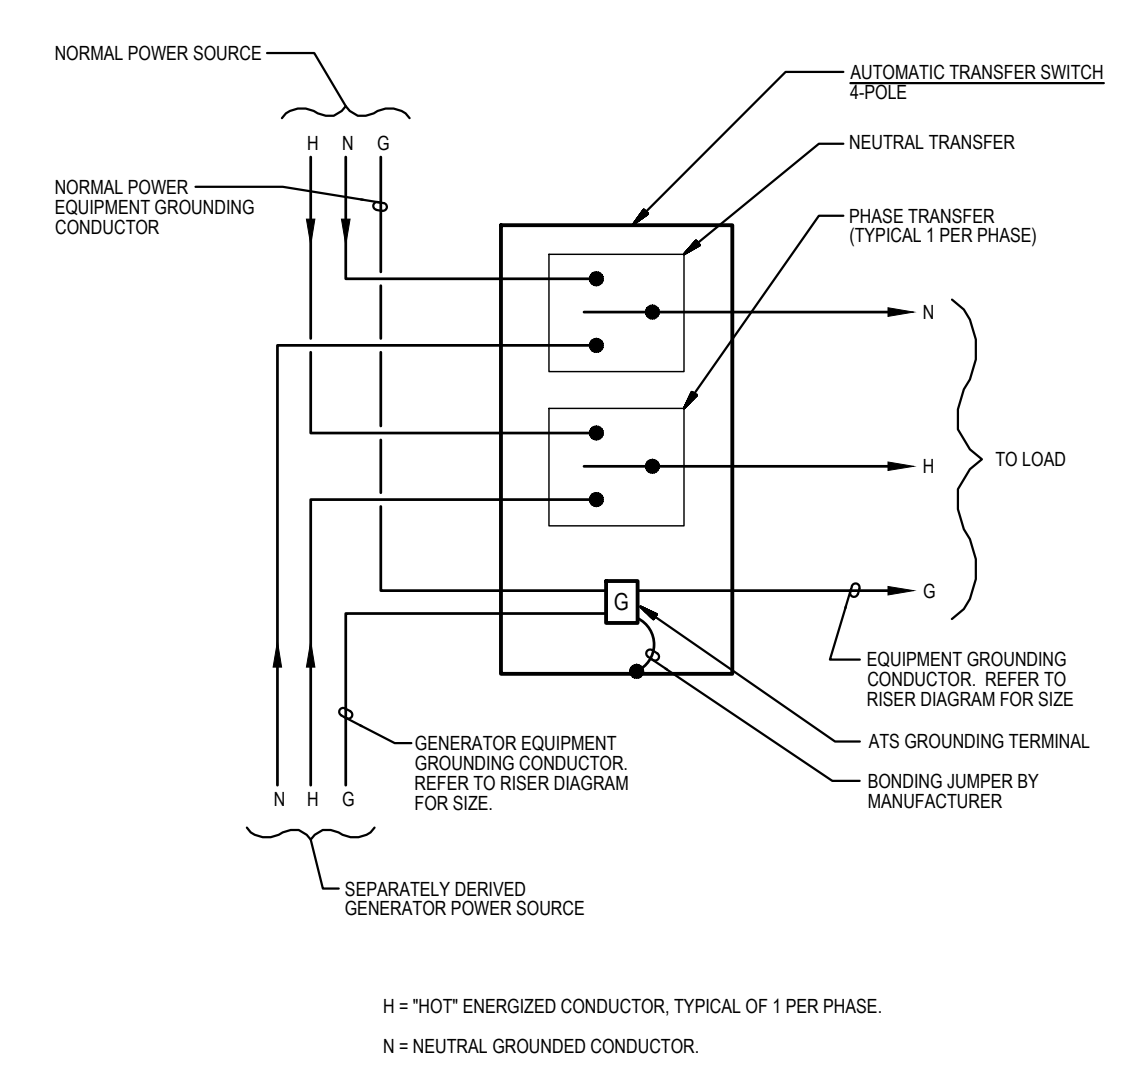 NORMAL POWER SOURCE
AUTOMATIC TRANSFER SWITCH
4-POLE
H N G
NEUTRAL TRANSFER
NORMAL POWER
EQUIPMENT GROUNDING
CONDUCTOR
PHASE TRANSFER
(TYPICAL 1 PER PHASE)
N
H
TO LOAD
G
G
EQUIPMENT GROUNDING
CONDUCTOR. REFER TO
RISER DIAGRAM FOR SIZE
GENERATOR EQUIPMENT
GROUNDING CONDUCTOR.
REFER TO RISER DIAGRAM
FOR SIZE.
ATS GROUNDING TERMINAL
BONDING JUMPER BY
MANUFACTURER
N H G
SEPARATELY DERIVED
GENERATOR POWER SOURCE
H = "HOT" ENERGIZED CONDUCTOR, TYPICAL OF 1 PER PHASE.
N = NEUTRAL GROUNDED CONDUCTOR.